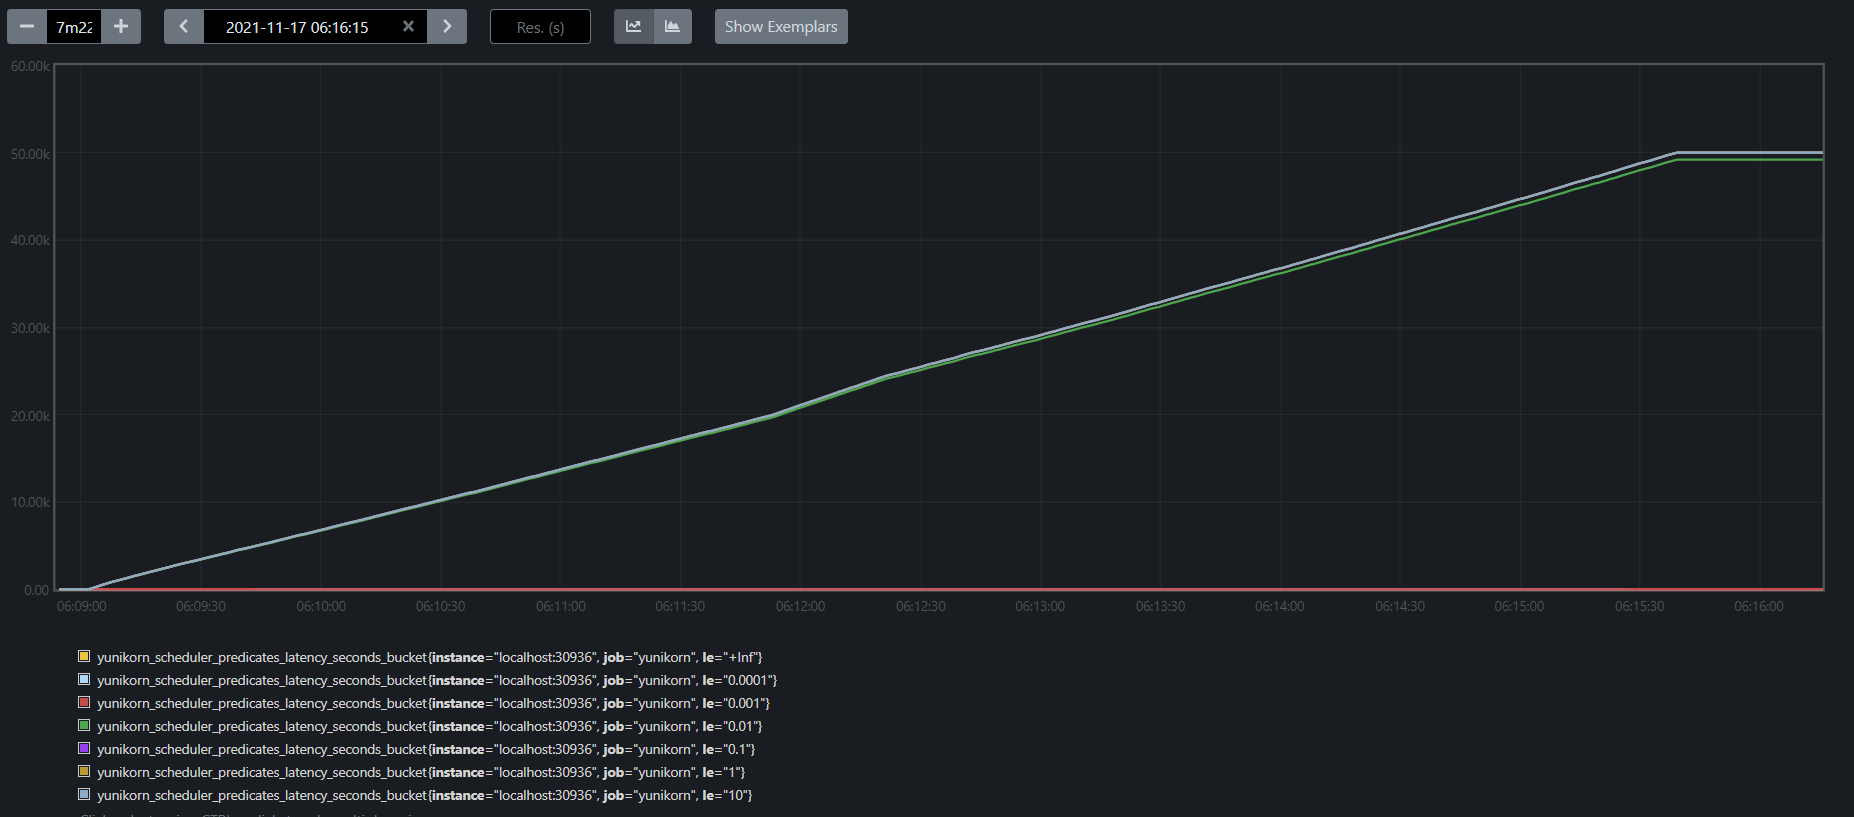 7m22
2021-11-17 06:16:15
Res. (s)
Show Exemplars
60.00k
50.00k
40.00k
30.00k
20.00k
10.00k
0.00
06:09:00 06:09:30 06:10:00 06:10:30 06:11:00 06:11:30 06:12:00 06:12:30 06:13:00 06:13:30 06:14:00 06:14:30 06:15:00 06:15:30 06:16:00
yunikorn_scheduler_predicates_latency_seconds_bucket{instance="localhost:30936", job="yunikorn", le="+Inf"}
yunikorn_scheduler_predicates_latency_seconds_bucket{instance="localhost:30936", job="yunikorn", le="0.0001"}
yunikorn_scheduler_predicates_latency_seconds_bucket{instance="localhost:30936", job="yunikorn", le="0.001"}
yunikorn_scheduler_predicates_latency_seconds_bucket{instance="localhost:30936", job="yunikorn", le="0.01"}
yunikorn_scheduler_predicates_latency_seconds_bucket{instance="localhost:30936", job="yunikorn", le="0.1"}
yunikorn_scheduler_predicates_latency_seconds_bucket{instance="localhost:30936", job="yunikorn", le="1"}
yunikorn_scheduler_predicates_latency_seconds_bucket{instance="localhost:30936", job="yunikorn", le="10"}